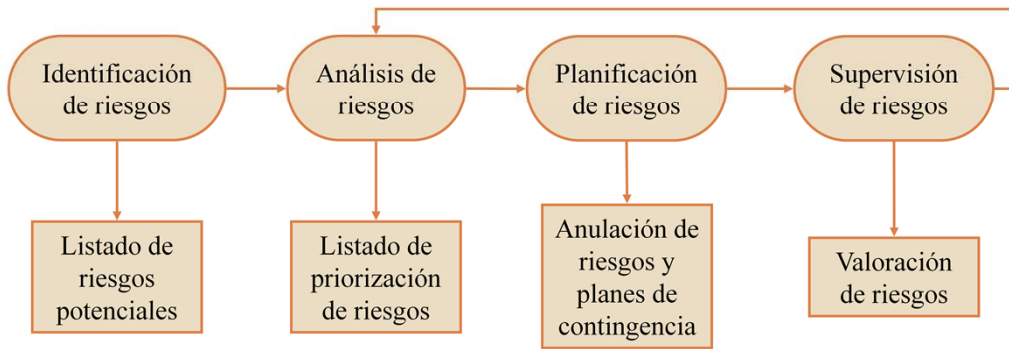 Identificación
de riesgos
Análisis de
riesgos
Planificación
de riesgos
Supervisión
de riesgos
Listado de
riesgos
potenciales
Listado de
priorización
de riesgos
Anulación de
riesgos y
planes de
contingencia
Valoración
de riesgos